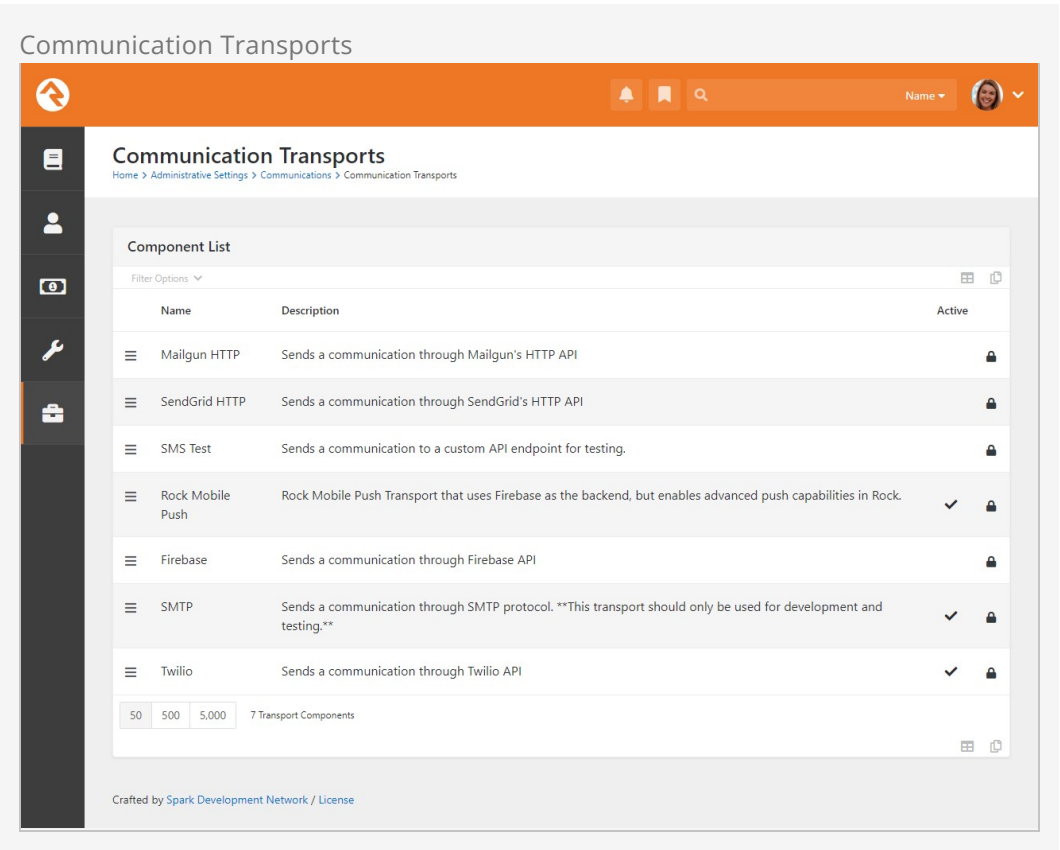 Communication Transports
Name
Communication Transports
Home > Administrative Settings > Communications > Communication Transports
Component List
Filter Options
Name Description Active
Mailgun HTTP Sends a communication through Mailgun's HTTP API
SendGrid HTTP Sends a communication through SendGrid's HTTP API
SMS Test Sends a communication to a custom API endpoint for testing.
Rock Mobile Rock Mobile Push Transport that uses Firebase as the backend, but enables advanced push capabilities in Rock.
Push
Firebase Sends a communication through Firebase API
SMTP Sends a communication through SMTP protocol. **This transport should only be used for development and
testing.**
Twilio Sends a communication through Twilio API
50 500 5,000 7 Transport Components
Crafted by Spark Development Network / License